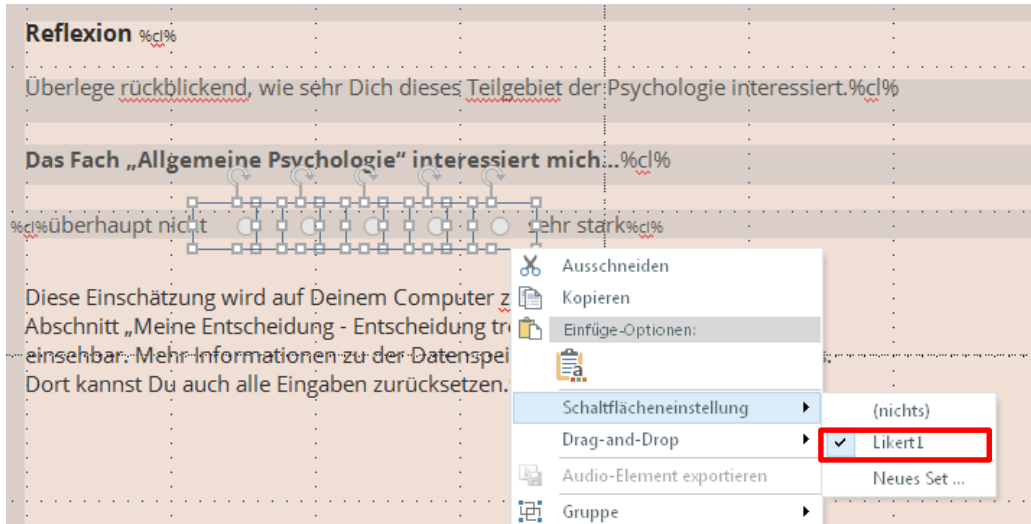 Reflexion %cl%
Überlege rückblickend, wie sehr Dich dieses Teilgebiet der Psychologie interessiert.%cl%
Das Fach „Allgemeine Psychologie“ interessiert mich...%cl%
%cl%überhaupt nicht sehr stark%cl%
Diese Einschätzung wird auf Deinem Computer
Abschnitt „Meine Entscheidung - Entscheidung
einsehbar. Mehr Informationen zu der
Dort kannst Du auch alle Eingaben zurücksetzen.
Ausschneiden
Kopieren
Einfüge-Optionen:
Schaltflächeneinstellung
Drag-and-Drop
Audio-Element exportieren
Gruppe
(nichts)
Likert1
Neues Set ...